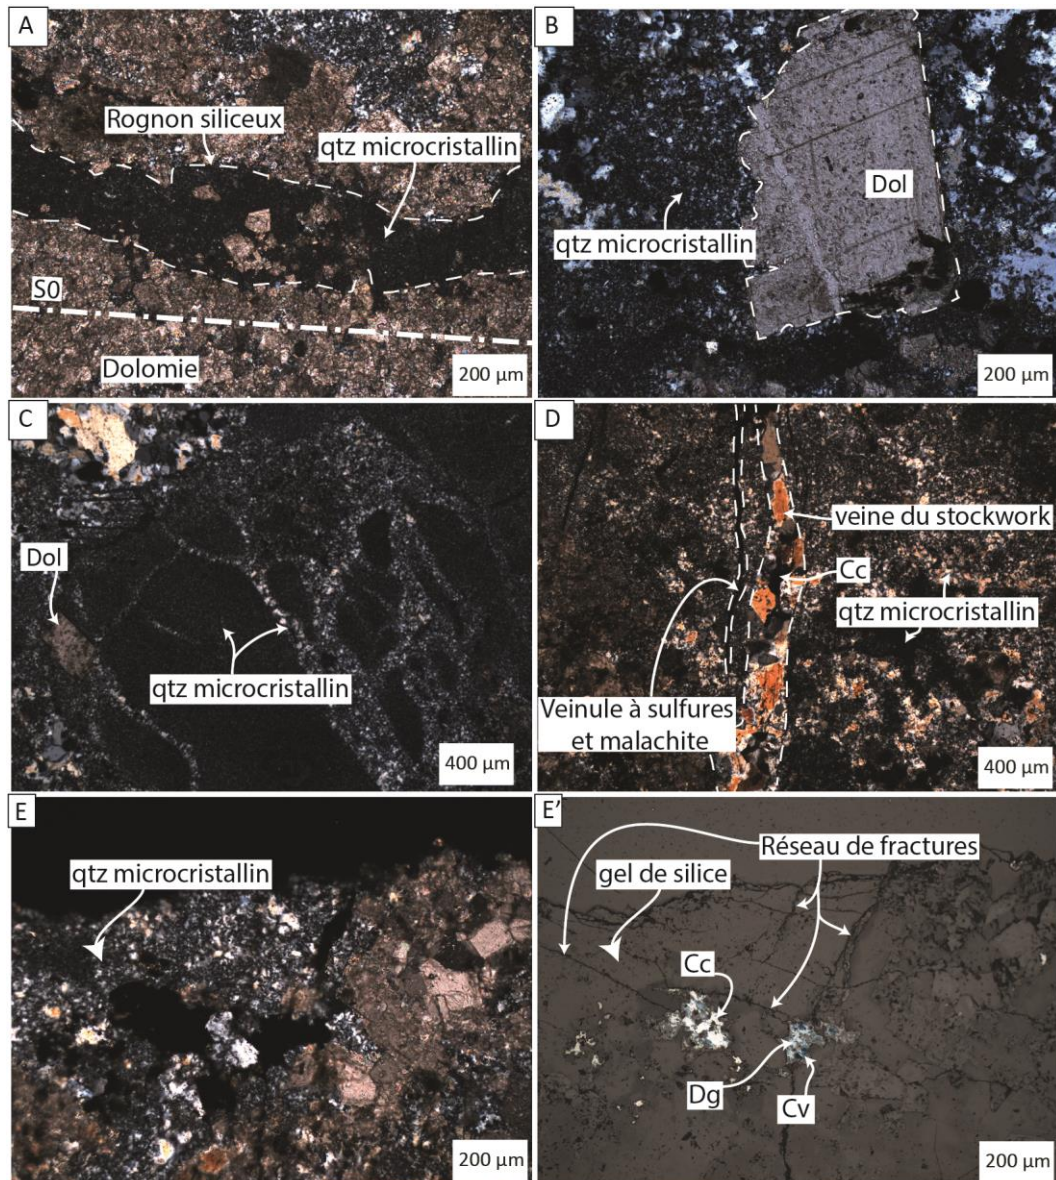 A
Rognon siliceux
qtz microcristallin
S0
Dolomie
200 µm
B
Dol
qtz microcristallin
200 µm
C
Dol
qtz microcristallin
400 µm
D
veine du stockwork
Cc
qtz microcristallin
Veinule à sulfures
et malachite
400 µm
E
qtz microcristallin
200 µm
E'
Réseau de fractures
gel de silice
Cc
Dg
Cv
200 µm